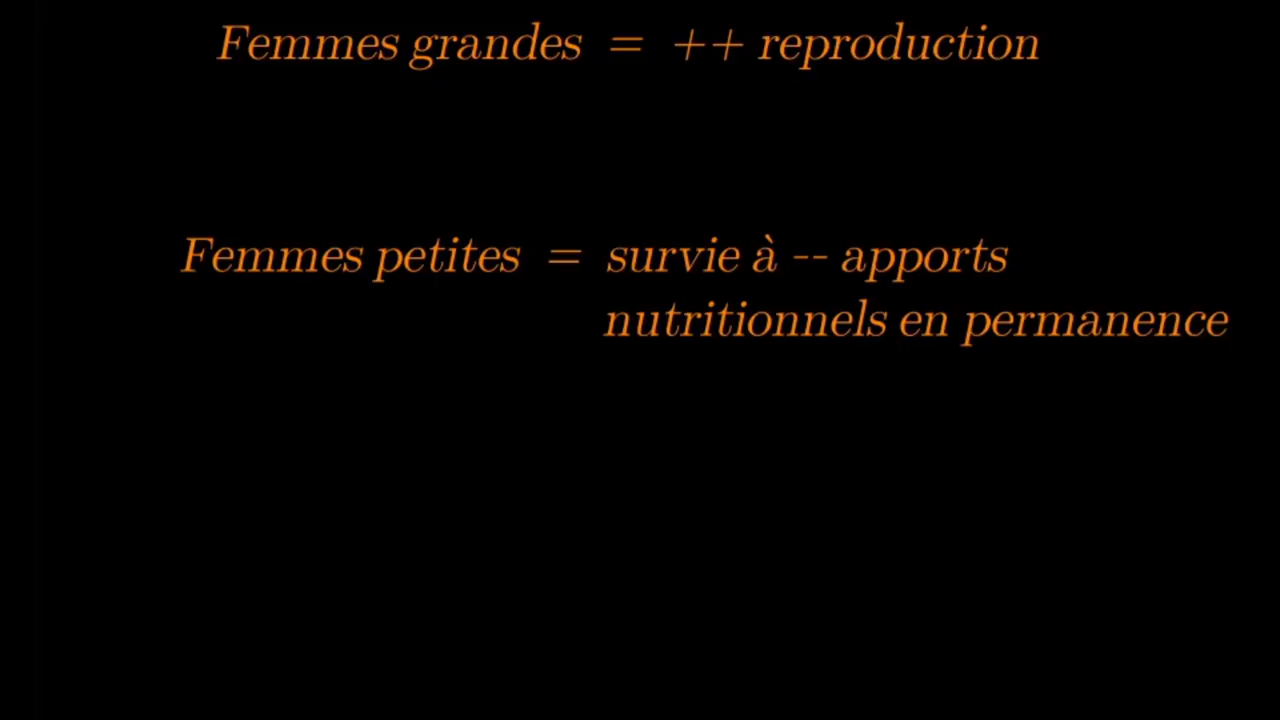 Femmes grandes = ++ reproduction
Femmes petites = survie à -- apports
nutritionnels en permanence